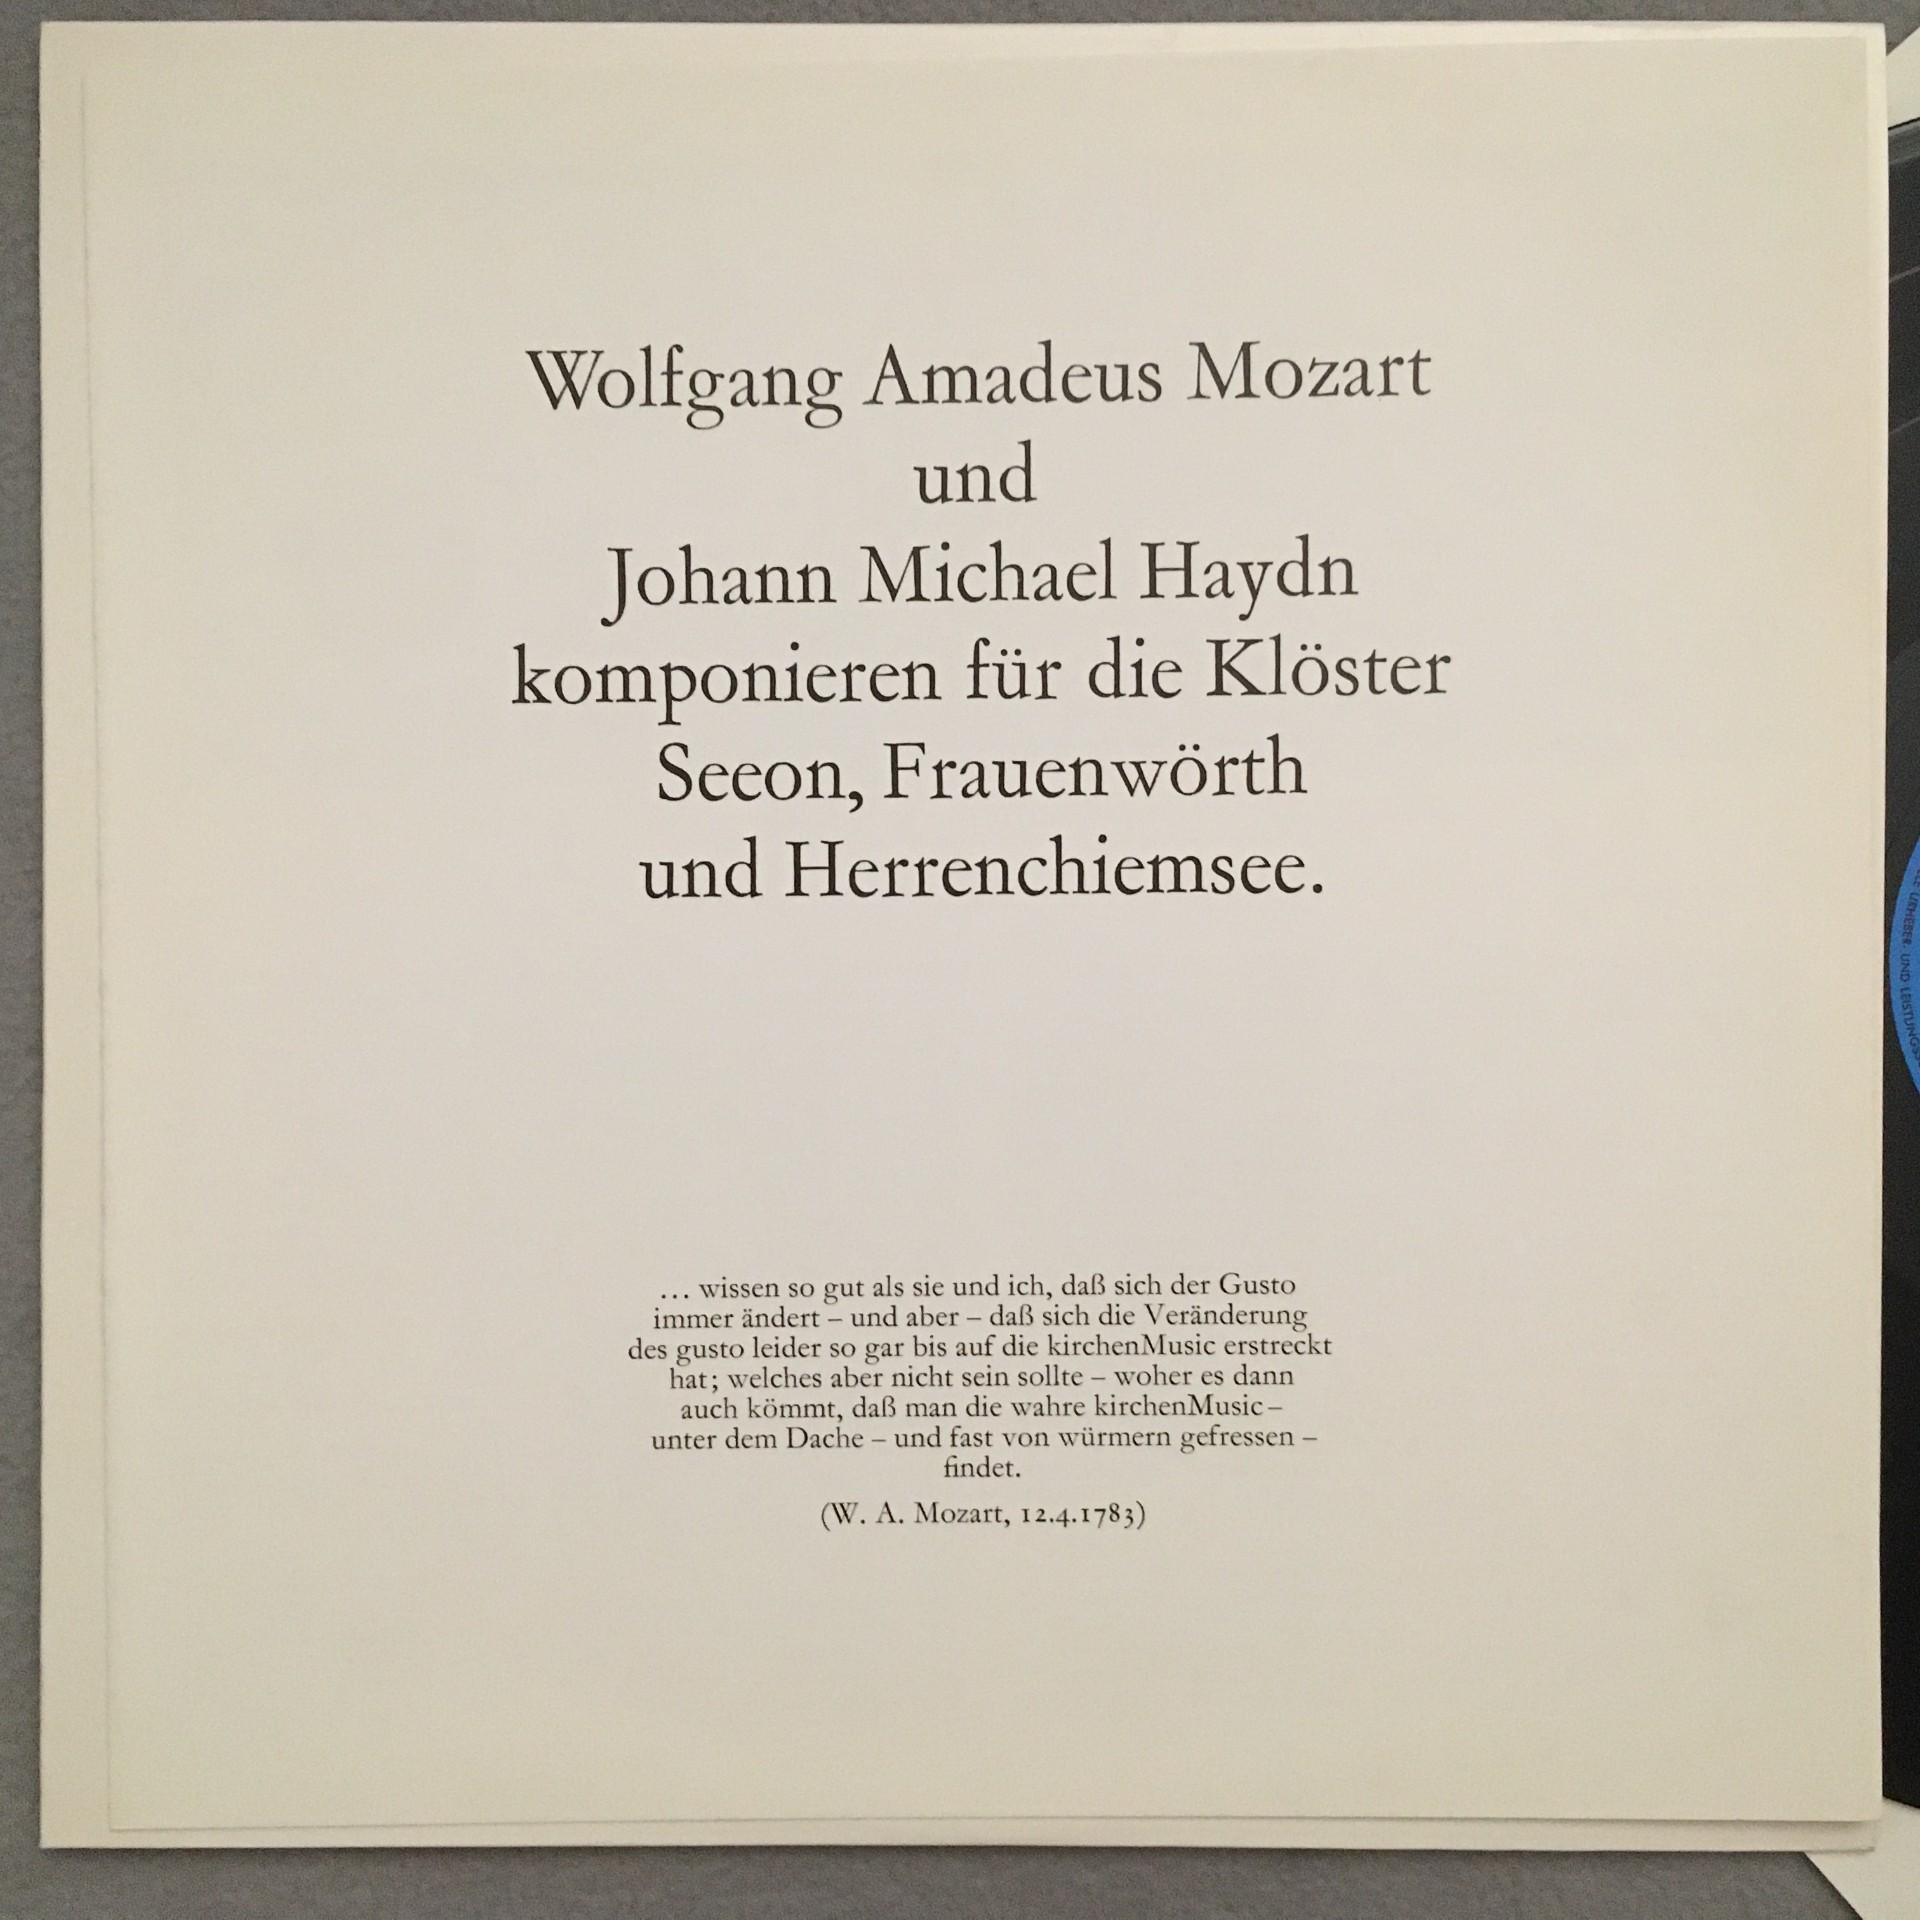 Wolfgang Amadeus Mozart
und
Johann Michael Haydn
komponieren für die Klöster
Seeon, Frauenwörth
und Herrenchiemsee.
... wissen so gut als sie und ich, daß sich der Gusto
immer ändert – und aber – daß sich die Veränderung
des gusto leider so gar bis auf die kirchenMusic erstreckt
hat; welches aber nicht sein sollte – woher es dann
auch kömmt, daß man die wahre kirchenMusic –
unter dem Dache – und fast von würmern gefressen –
findet.
(W. A. Mozart, 12.4.1783)
URHEBER- UND LEISTUNGS